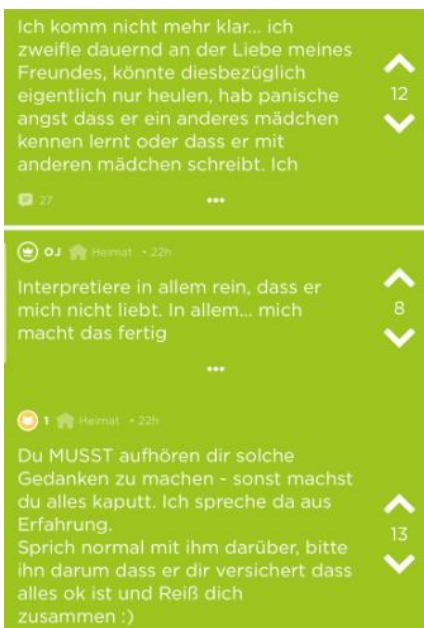 Ich komm nicht mehr klar... ich
zweifle dauernd an der Liebe meines
Freundes, könnte diesbezüglich
eigentlich nur heulen, hab panische
angst dass er ein anderes mädchen
kennen lernt oder dass er mit
anderen mädchen schreibt. Ich
12
27
OJ Heimat • 22h
Interpretiere in allem rein, dass er
mich nicht liebt. In allem... mich
macht das fertig
8
1 Heimat • 22h
Du MUSST aufhören dir solche
Gedanken zu machen - sonst machst
du alles kaputt. Ich spreche da aus
Erfahrung.
Sprich normal mit ihm darüber, bitte
ihn darum dass er dir versichert dass
alles ok ist und Reiß dich
zusammen :)
13